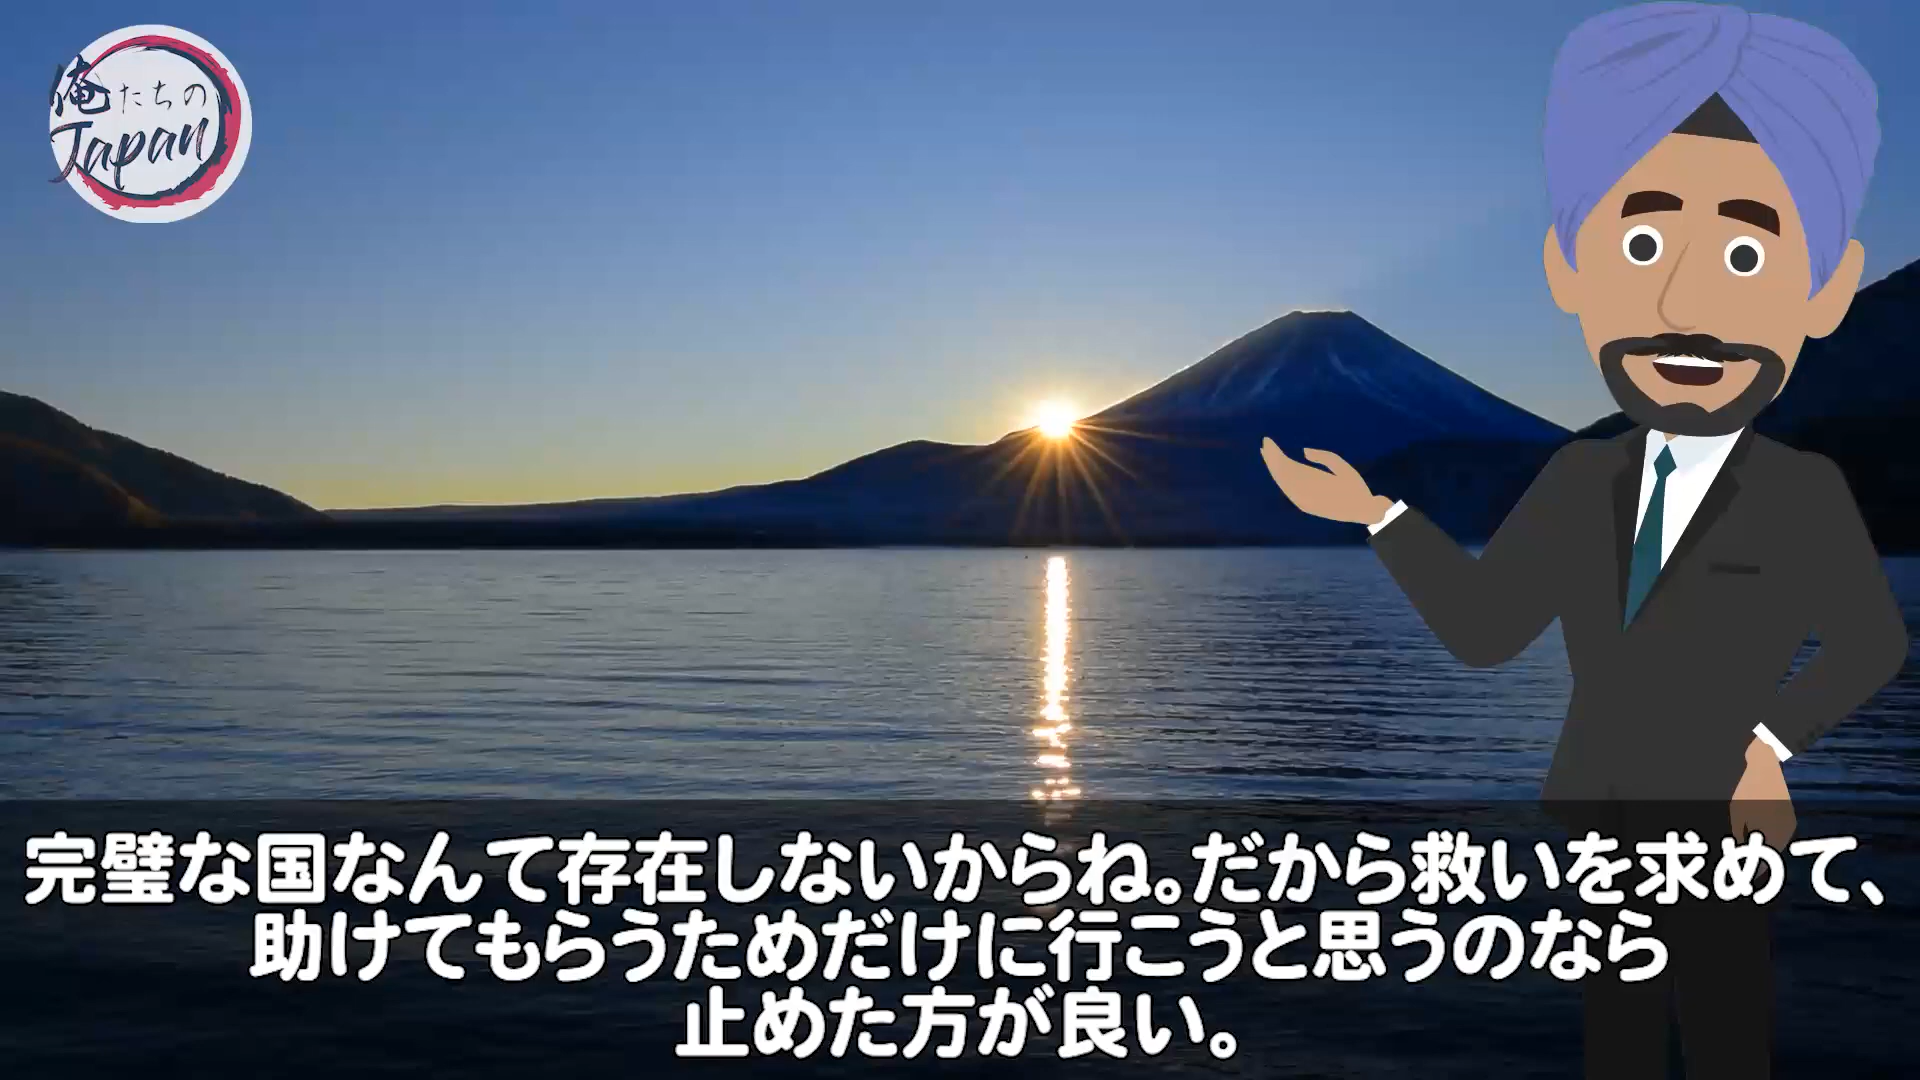 俺たちの
Japan
完璧な国なんて存在しないからね。だから救いを求めて、
助けてもらうためだけに行こうと思うのなら
止めた方が良い。